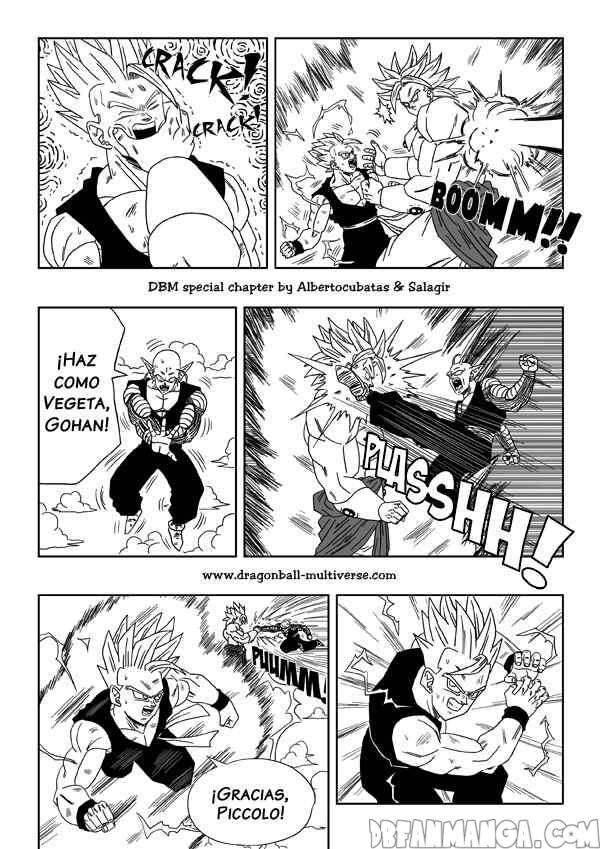 CRACK!
CRACK!
BOOMM!!
DBM special chapter by Albertocubatas & Salagir
¡HAZ
COMO
VEGETA,
GOHAN!
PLASSHH!
www.dragonball-multiverse.com
PUUMM!
¡GRACIAS,
PICCOLO!
DBFANMANGA.COM